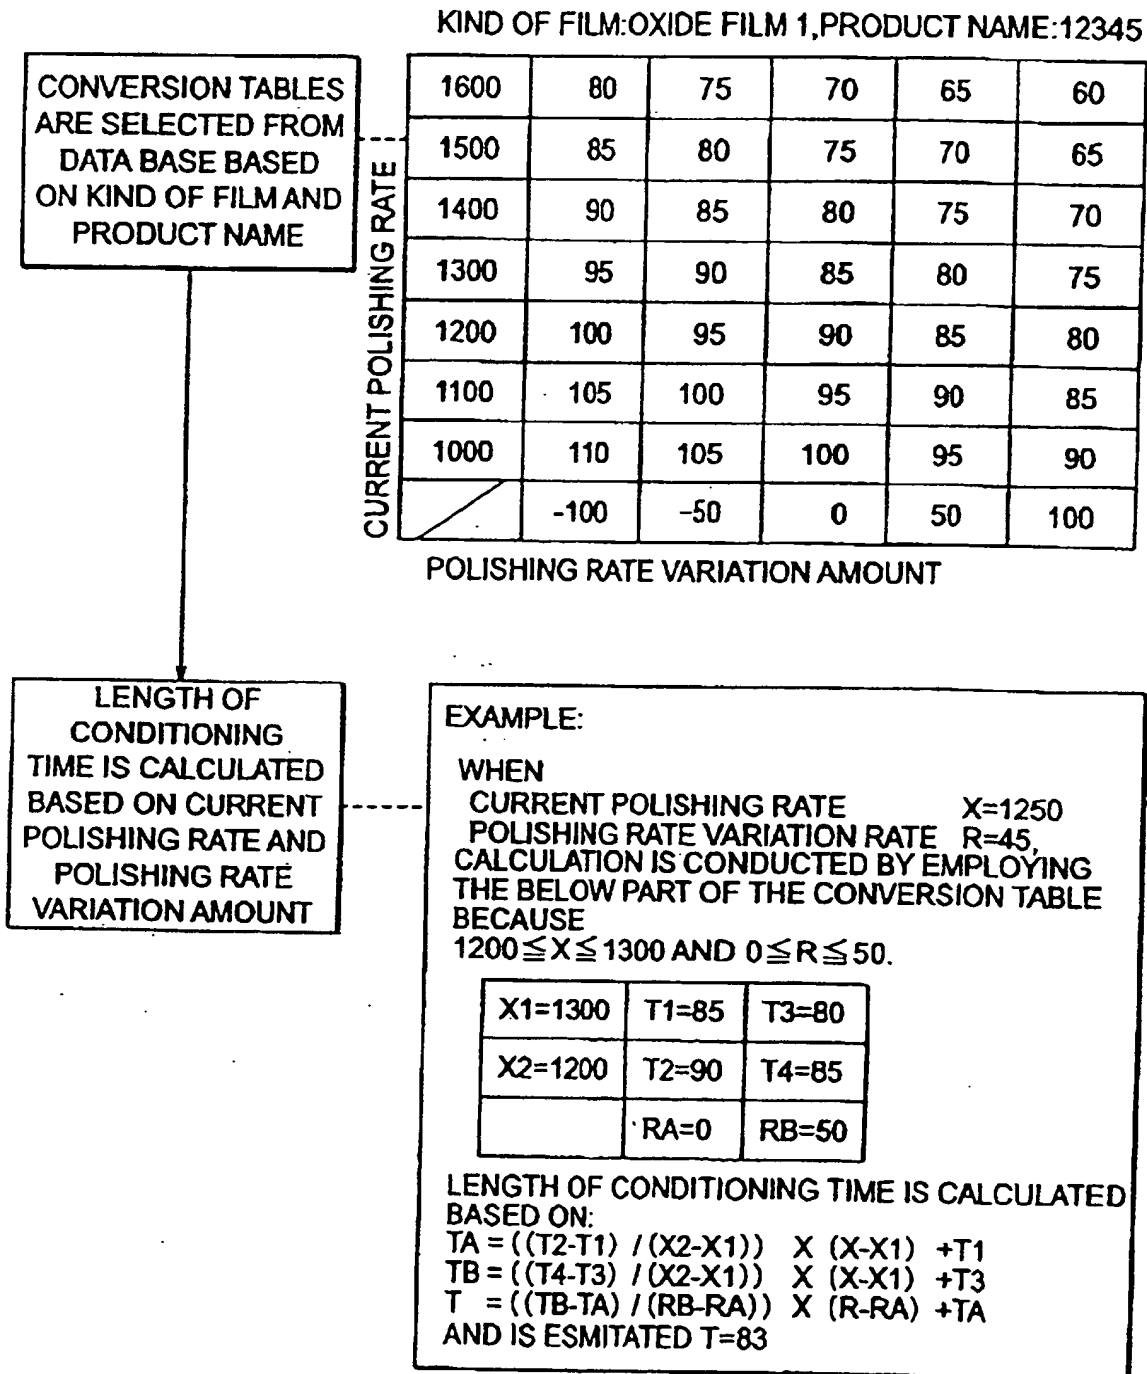 KIND OF FILM:OXIDE FILM 1,PRODUCT NAME:12345
CONVERSION TABLES
ARE SELECTED FROM
DATA BASE BASED
ON KIND OF FILM AND
PRODUCT NAME
CURRENT POLISHING RATE
1600 80 75 70 65 60
1500 85 80 75 70 65
1400 90 85 80 75 70
1300 95 90 85 80 75
1200 100 95 90 85 80
1100 105 100 95 90 85
1000 110 105 100 95 90
-100 -50 0 50 100
POLISHING RATE VARIATION AMOUNT
LENGTH OF
CONDITIONING
TIME IS CALCULATED
BASED ON CURRENT
POLISHING RATE AND
POLISHING RATE
VARIATION AMOUNT
EXAMPLE:
WHEN
CURRENT POLISHING RATE X=1250
POLISHING RATE VARIATION RATE R=45,
CALCULATION IS CONDUCTED BY EMPLOYING
THE BELOW PART OF THE CONVERSION TABLE
BECAUSE
1200≦X≦1300 AND 0≦R≦50.
X1=1300 T1=85 T3=80
X2=1200 T2=90 T4=85
RA=0 RB=50
LENGTH OF CONDITIONING TIME IS CALCULATED
BASED ON:
TA = ((T2-T1) / (X2-X1)) X (X-X1) +T1
TB = ((T4-T3) / (X2-X1)) X (X-X1) +T3
T = ((TB-TA) / (RB-RA)) X (R-RA) +TA
AND IS ESMITATED T=83